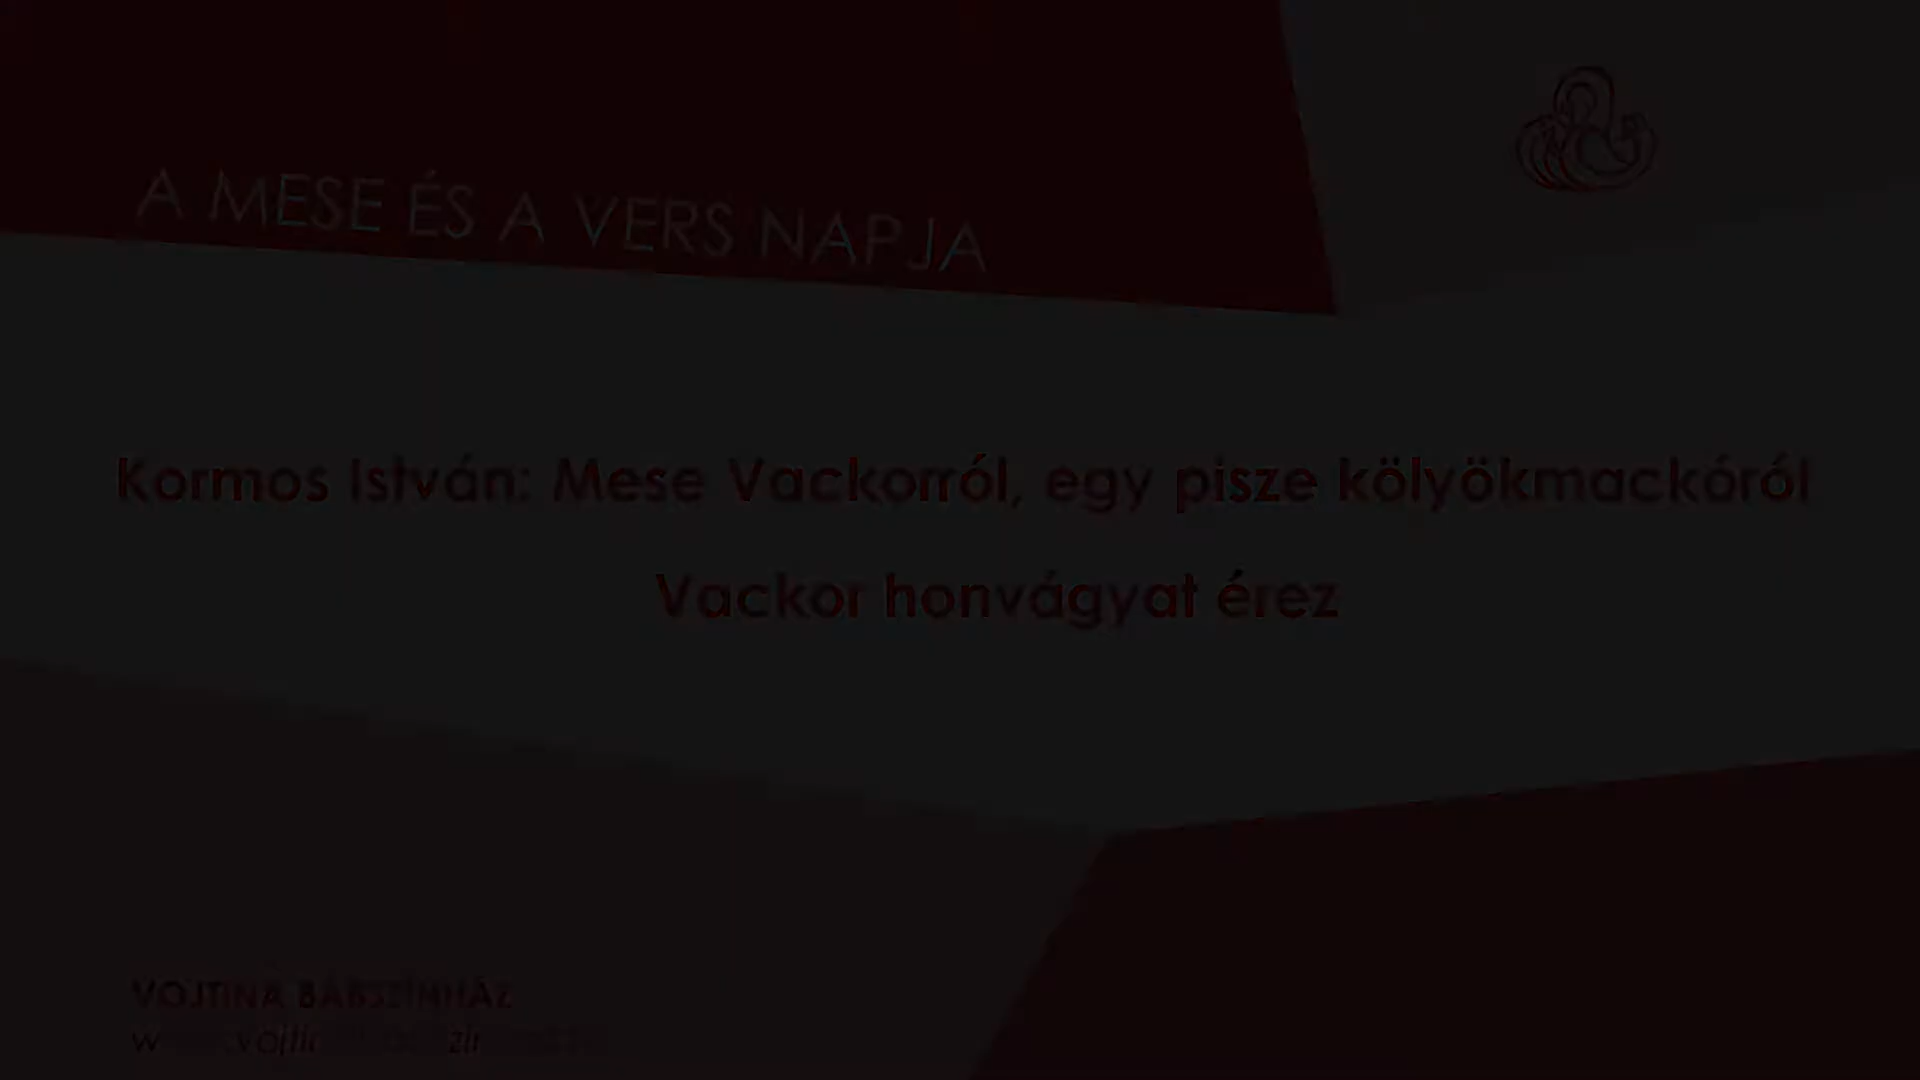 A MESE ÉS A VERS NAPJA
Kormos István: Mese Vackorról, egy pisze kölyökmackóról
Vackor honvágyat érez
VOJTINA BÁBSZÍNHÁZ